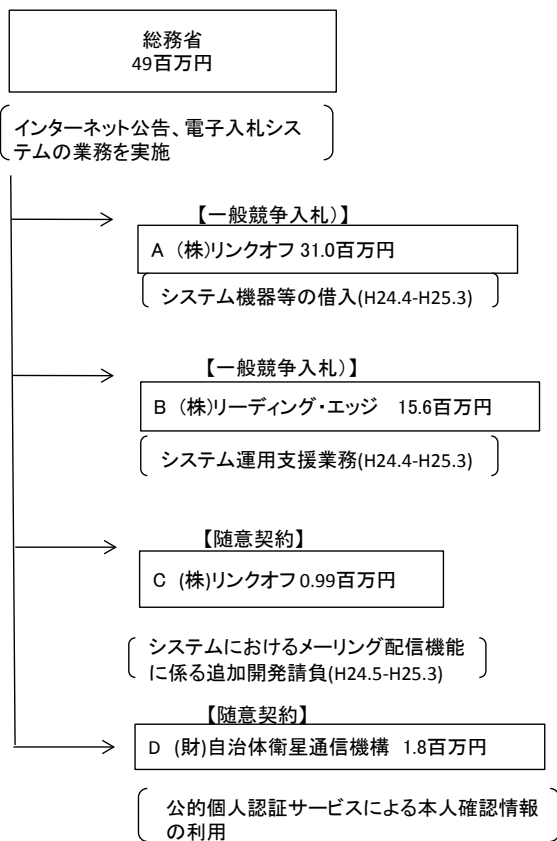 総務省
49百万円
インターネット公告、電子入札シス
テムの業務を実施
【一般競争入札)】
A (株)リンクオフ 31.0百万円
システム機器等の借入(H24.4-H25.3)
【一般競争入札)】
B (株)リーディング・エッジ 15.6百万円
システム運用支援業務(H24.4-H25.3)
【随意契約】
C (株)リンクオフ 0.99百万円
システムにおけるメーリング配信機能
に係る追加開発請負(H24.5-H25.3)
【随意契約】
D (財)自治体衛星通信機構 1.8百万円
公的個人認証サービスによる本人確認情報
の利用